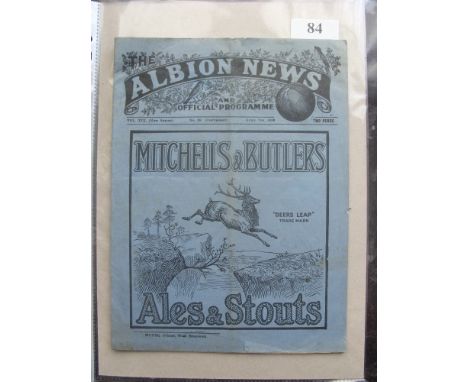 84
THE
ALBION NEWS
AND
OFFICIAL PROGRAMME
TWO PENCE
MITCHELLS & BUTLERS
"DEERS LEAP"
TRADE MARK
Ales & Stouts